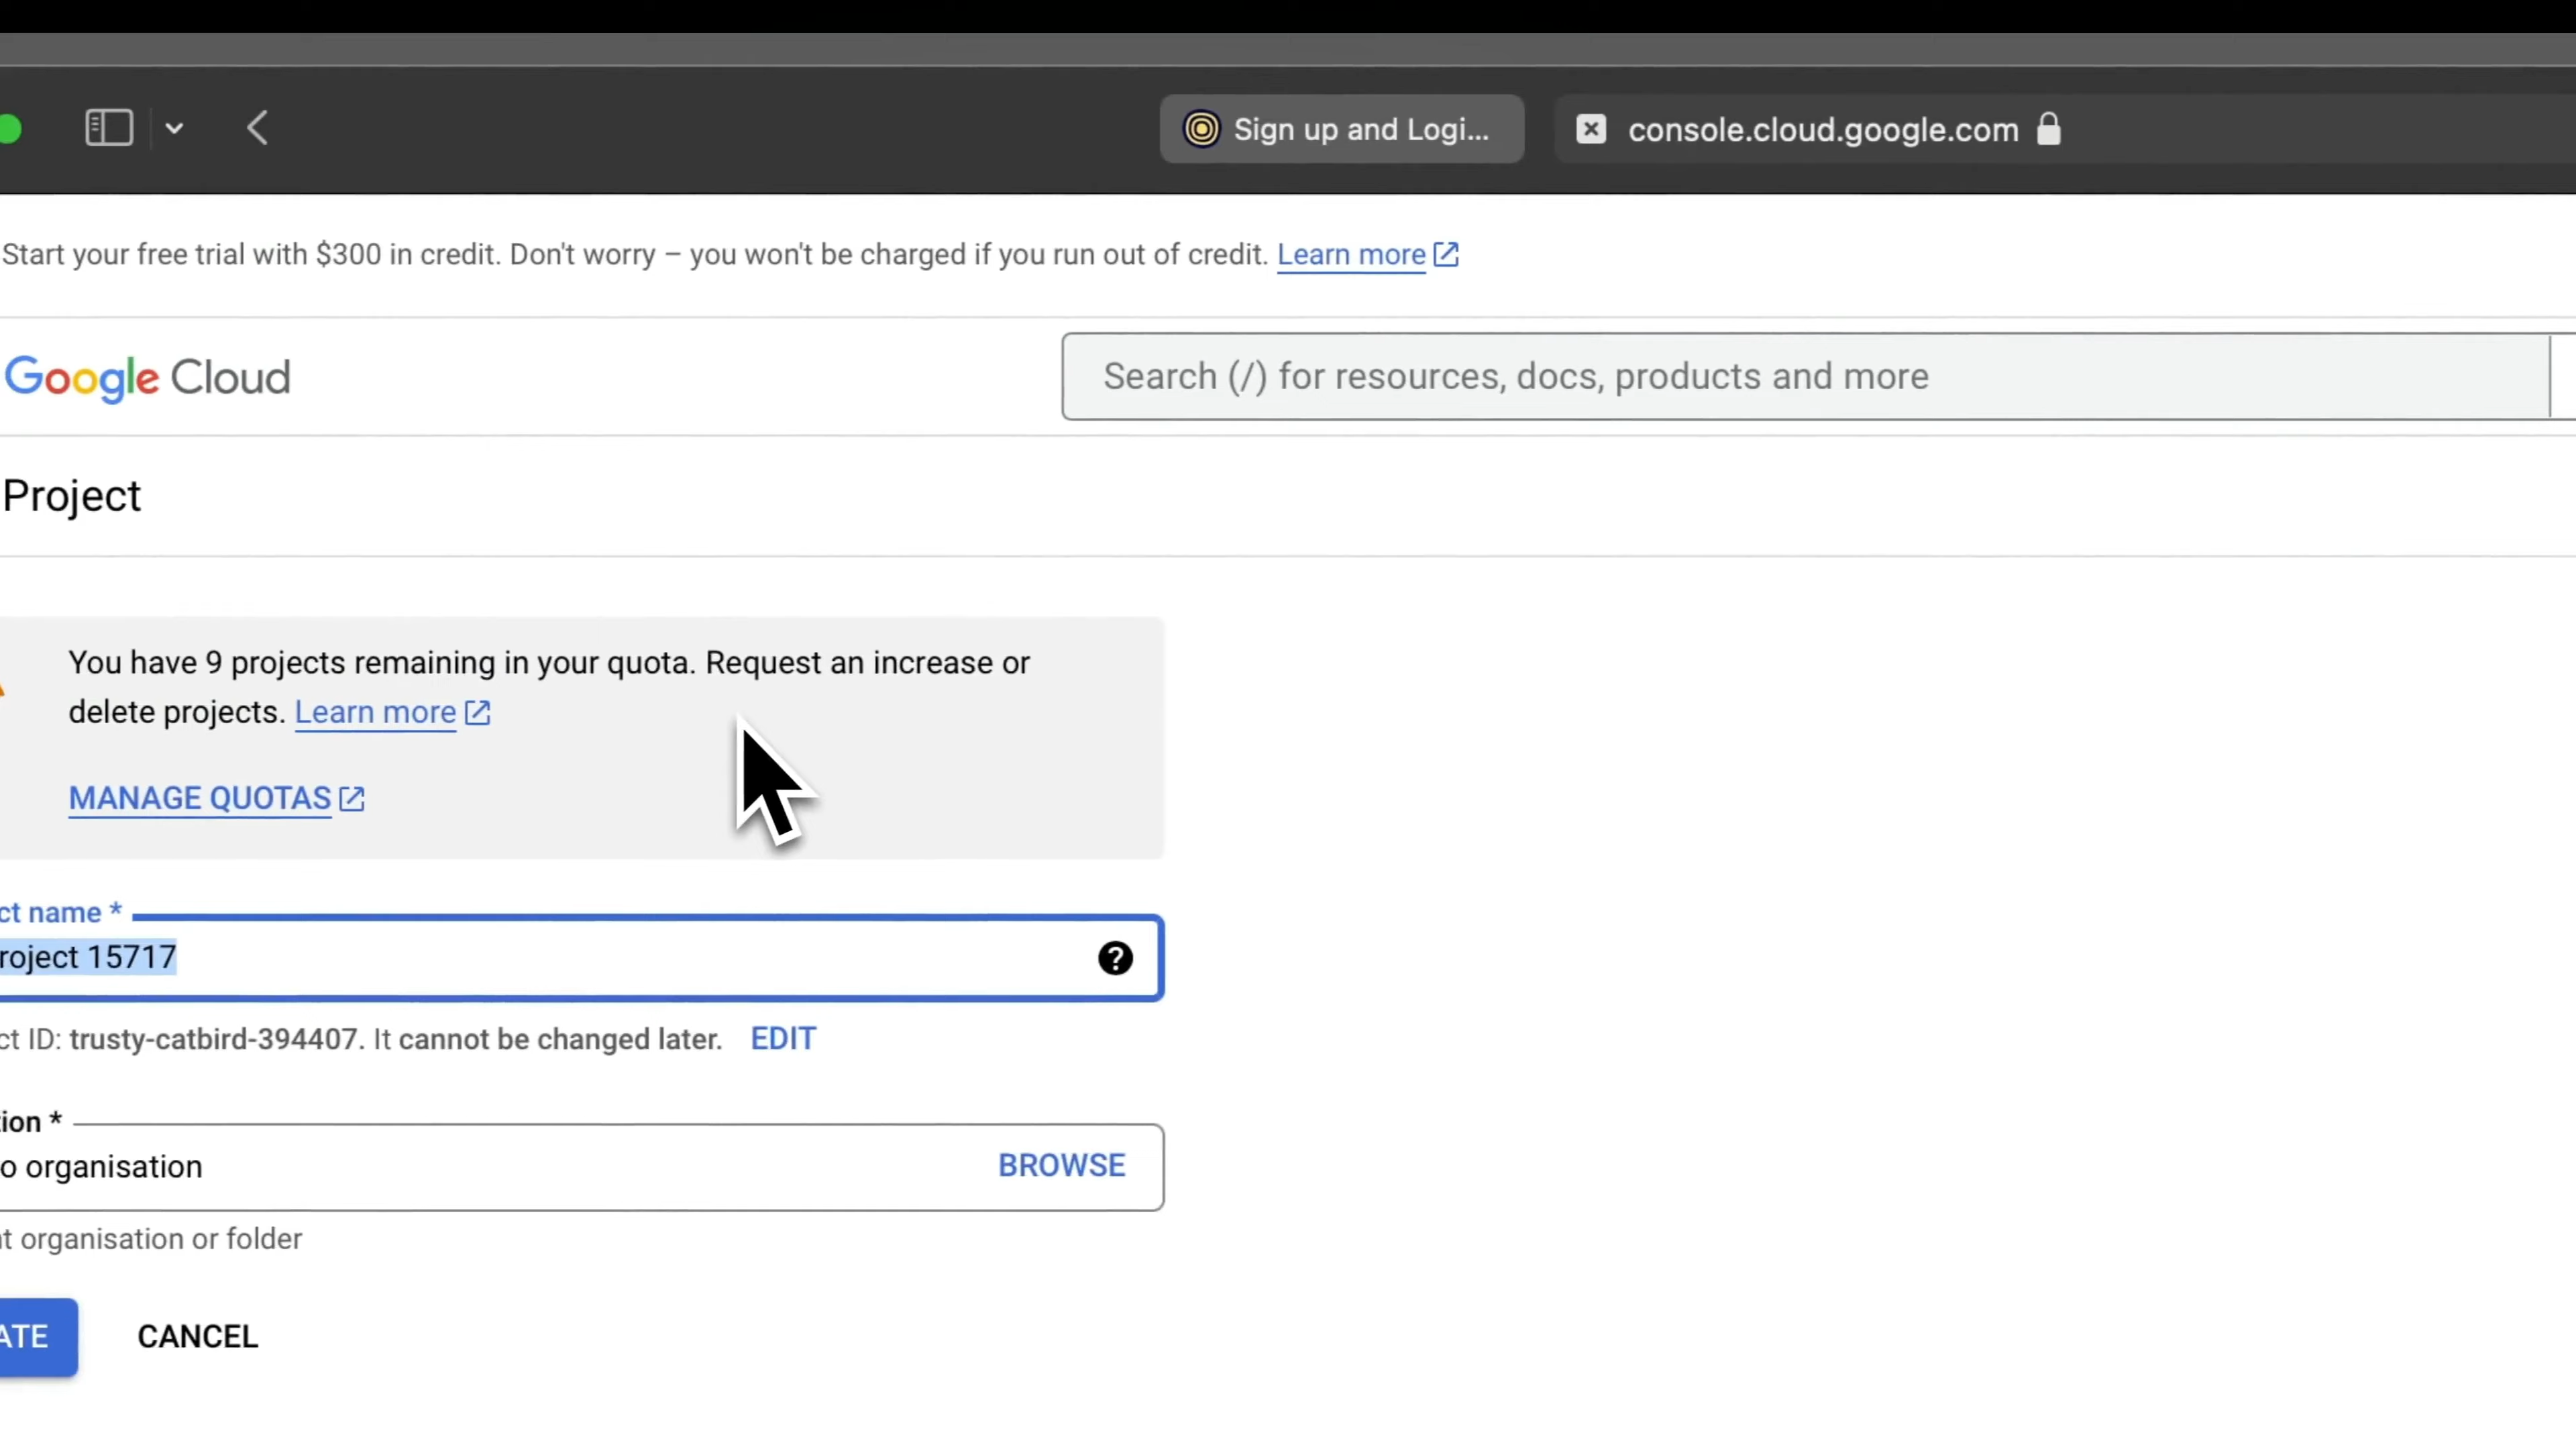 Sign up and Logi...
console.cloud.google.com
Start your free trial with $300 in credit. Don't worry – you won't be charged if you run out of credit. Learn more
Google Cloud
Search (/) for resources, docs, products and more
Project
You have 9 projects remaining in your quota. Request an increase or
delete projects. Learn more
MANAGE QUOTAS
ct name *
roject 15717
ct ID: trusty-catbird-394407. It cannot be changed later. EDIT
tion *
o organisation
BROWSE
t organisation or folder
ATE
CANCEL